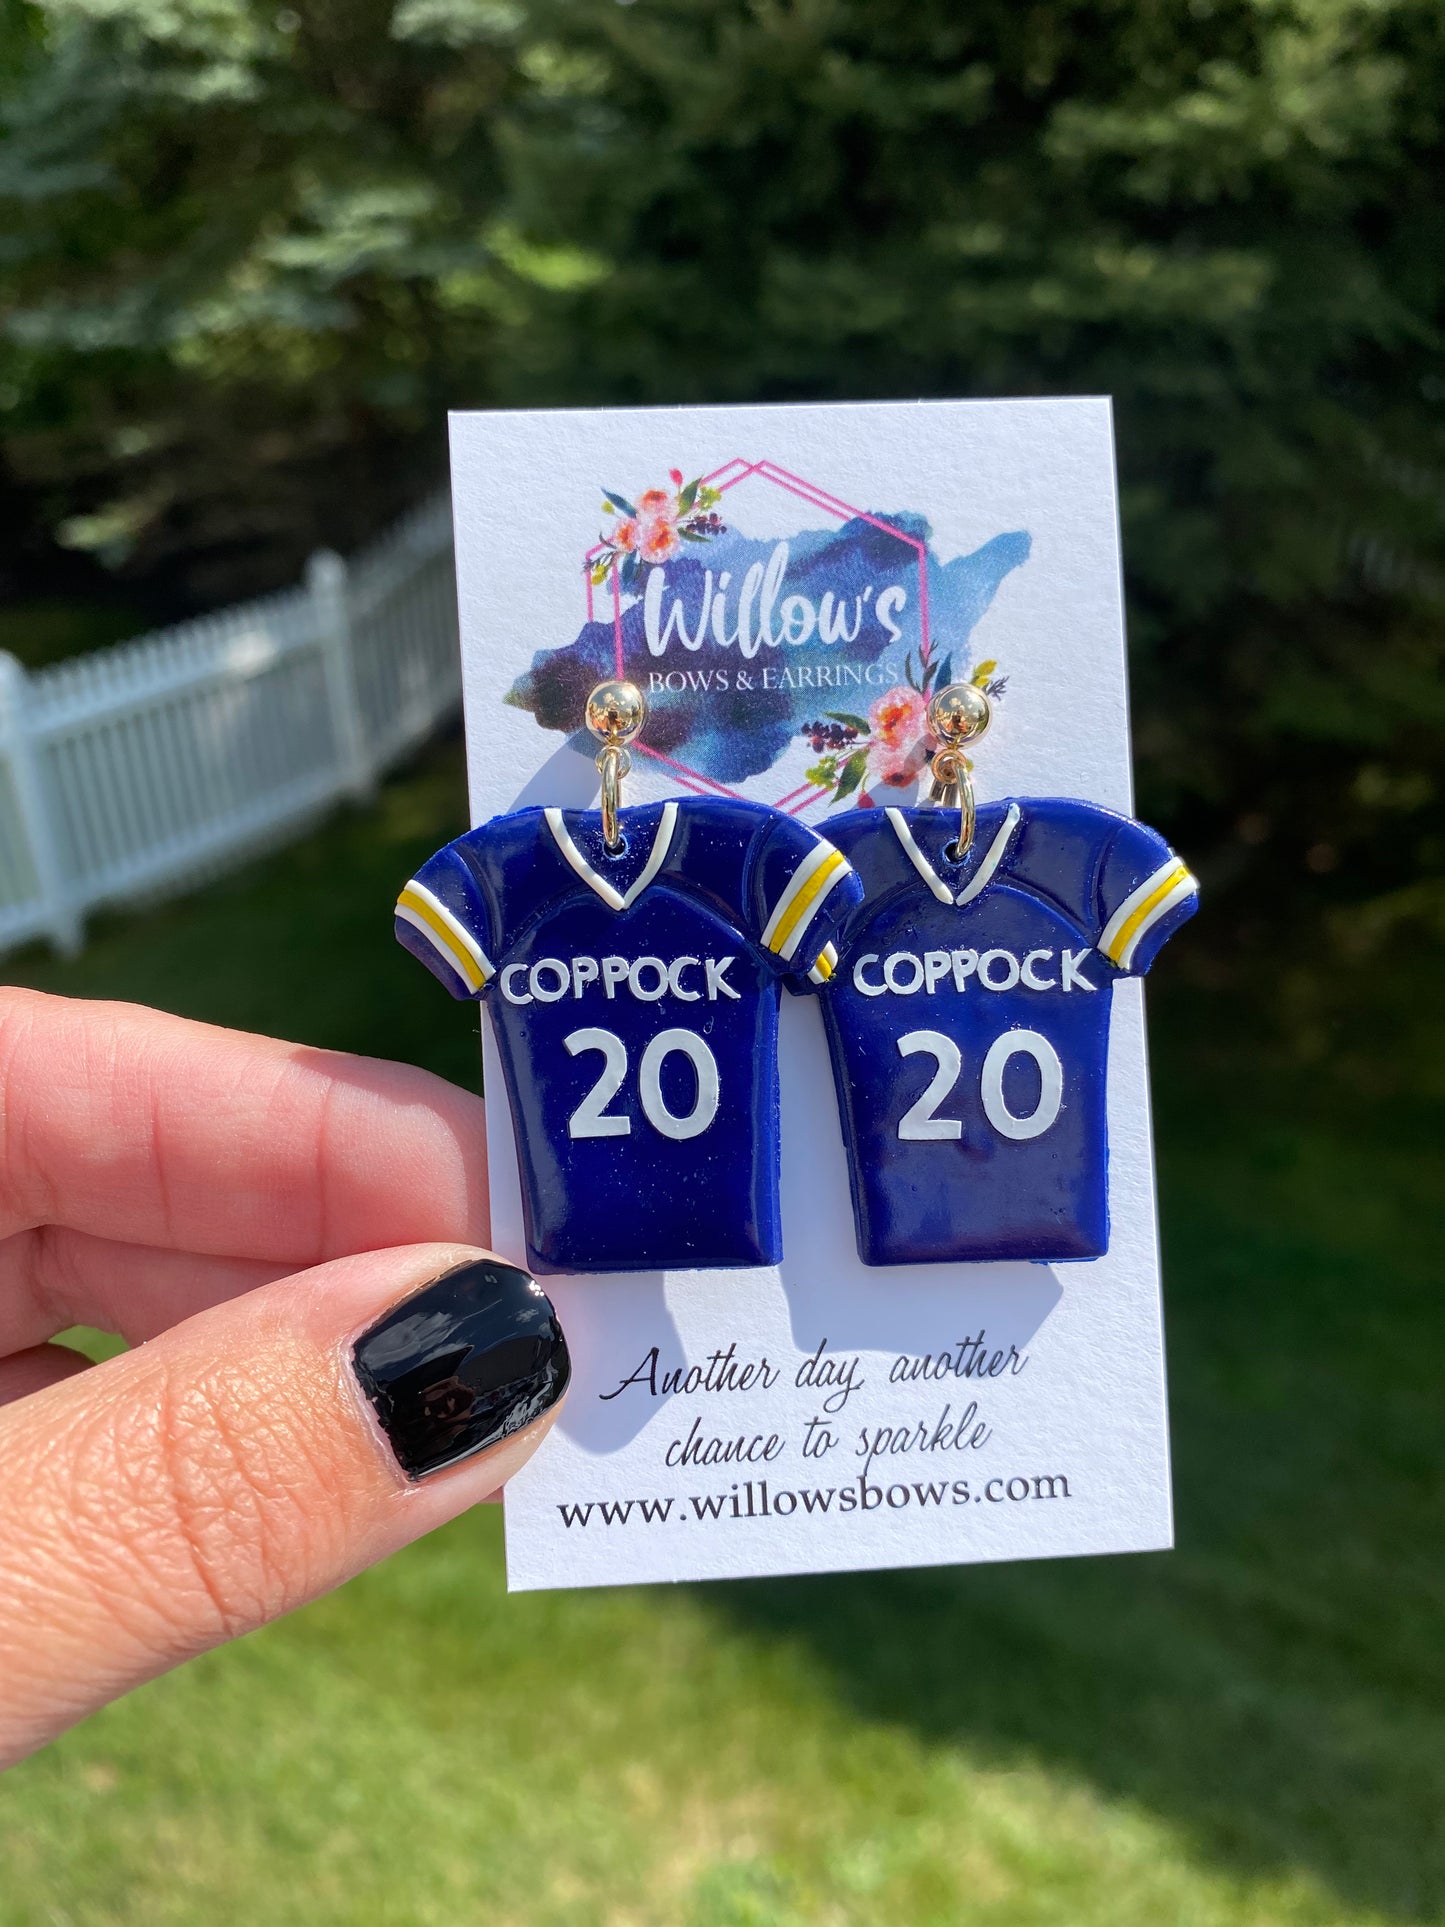 Willow's
BOWS & EARRINGS
COPPOCK
20
COPPOCK
20
Another day, another
chance to sparkle
www.willowsbows.com